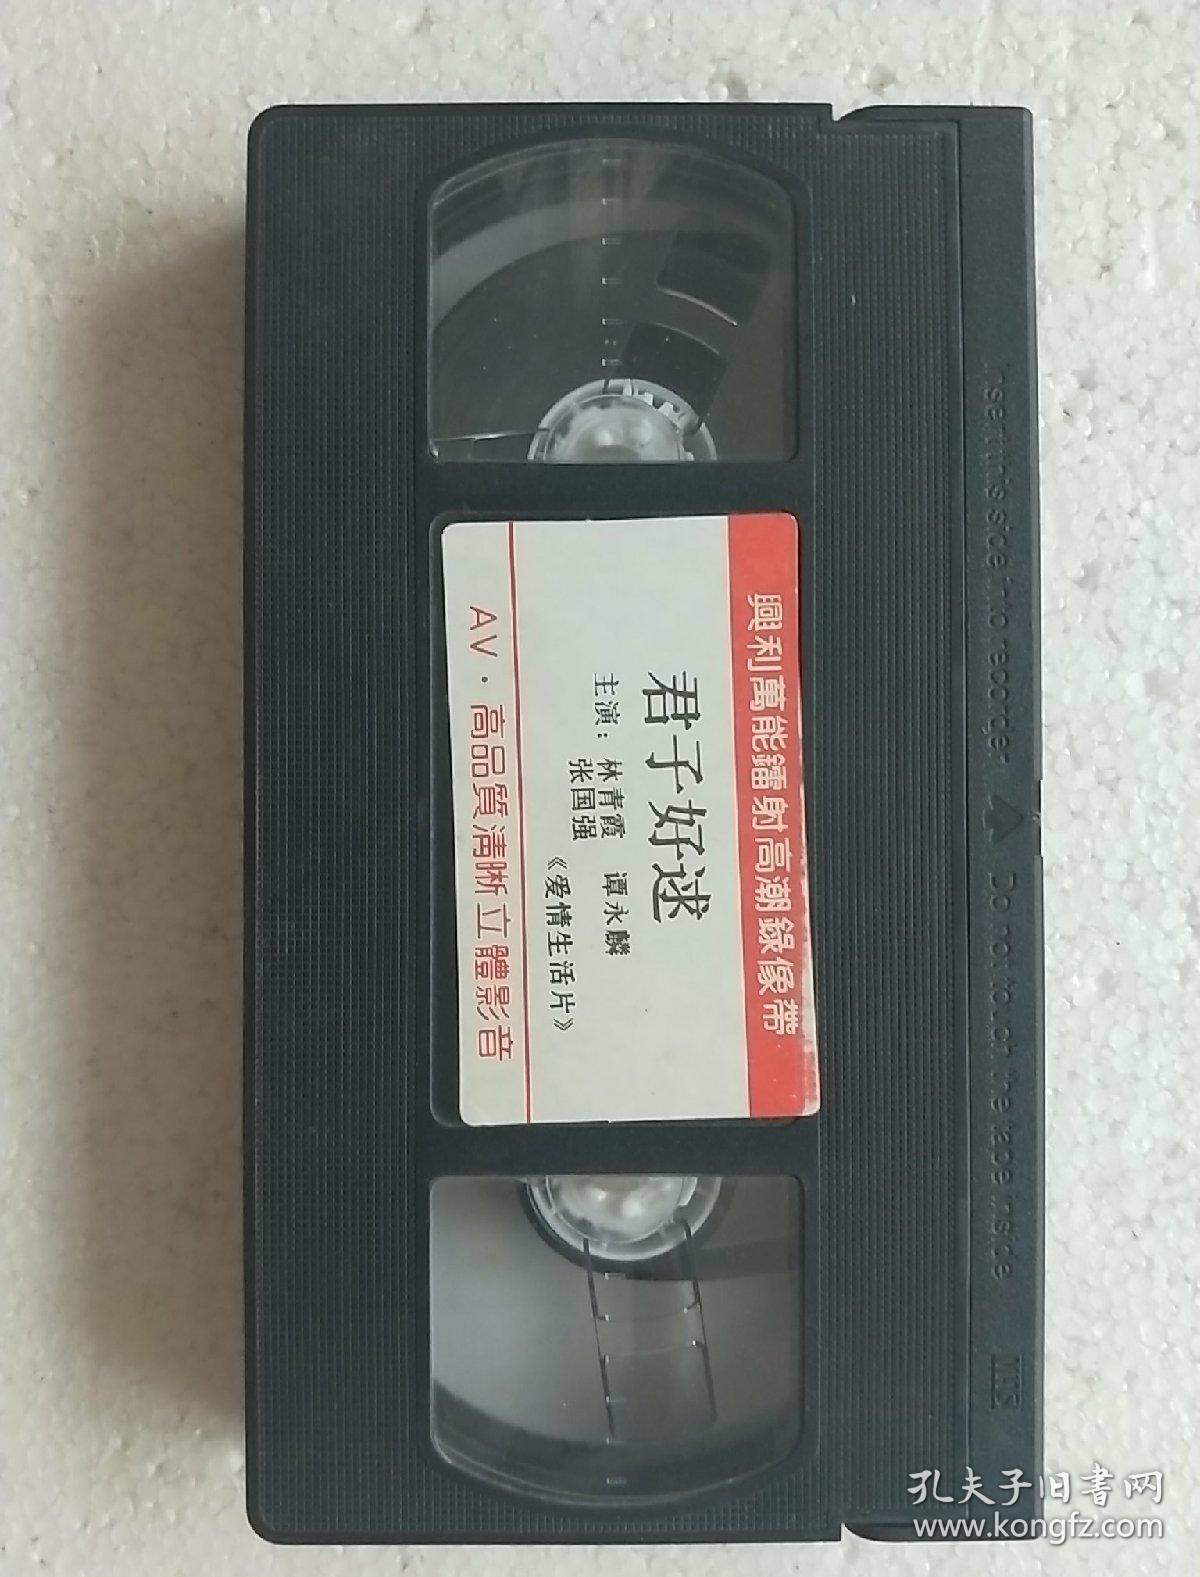 興利萬能鐳射高潮錄像帶
君子好逑
主演：林青霞 谭永麟
张国强
《爱情生活片》
AV·高品質清晰立體影音
Insert this side into recorder
Do not touch the tape inside
VHS
孔夫子旧书网
www.kongfz.com